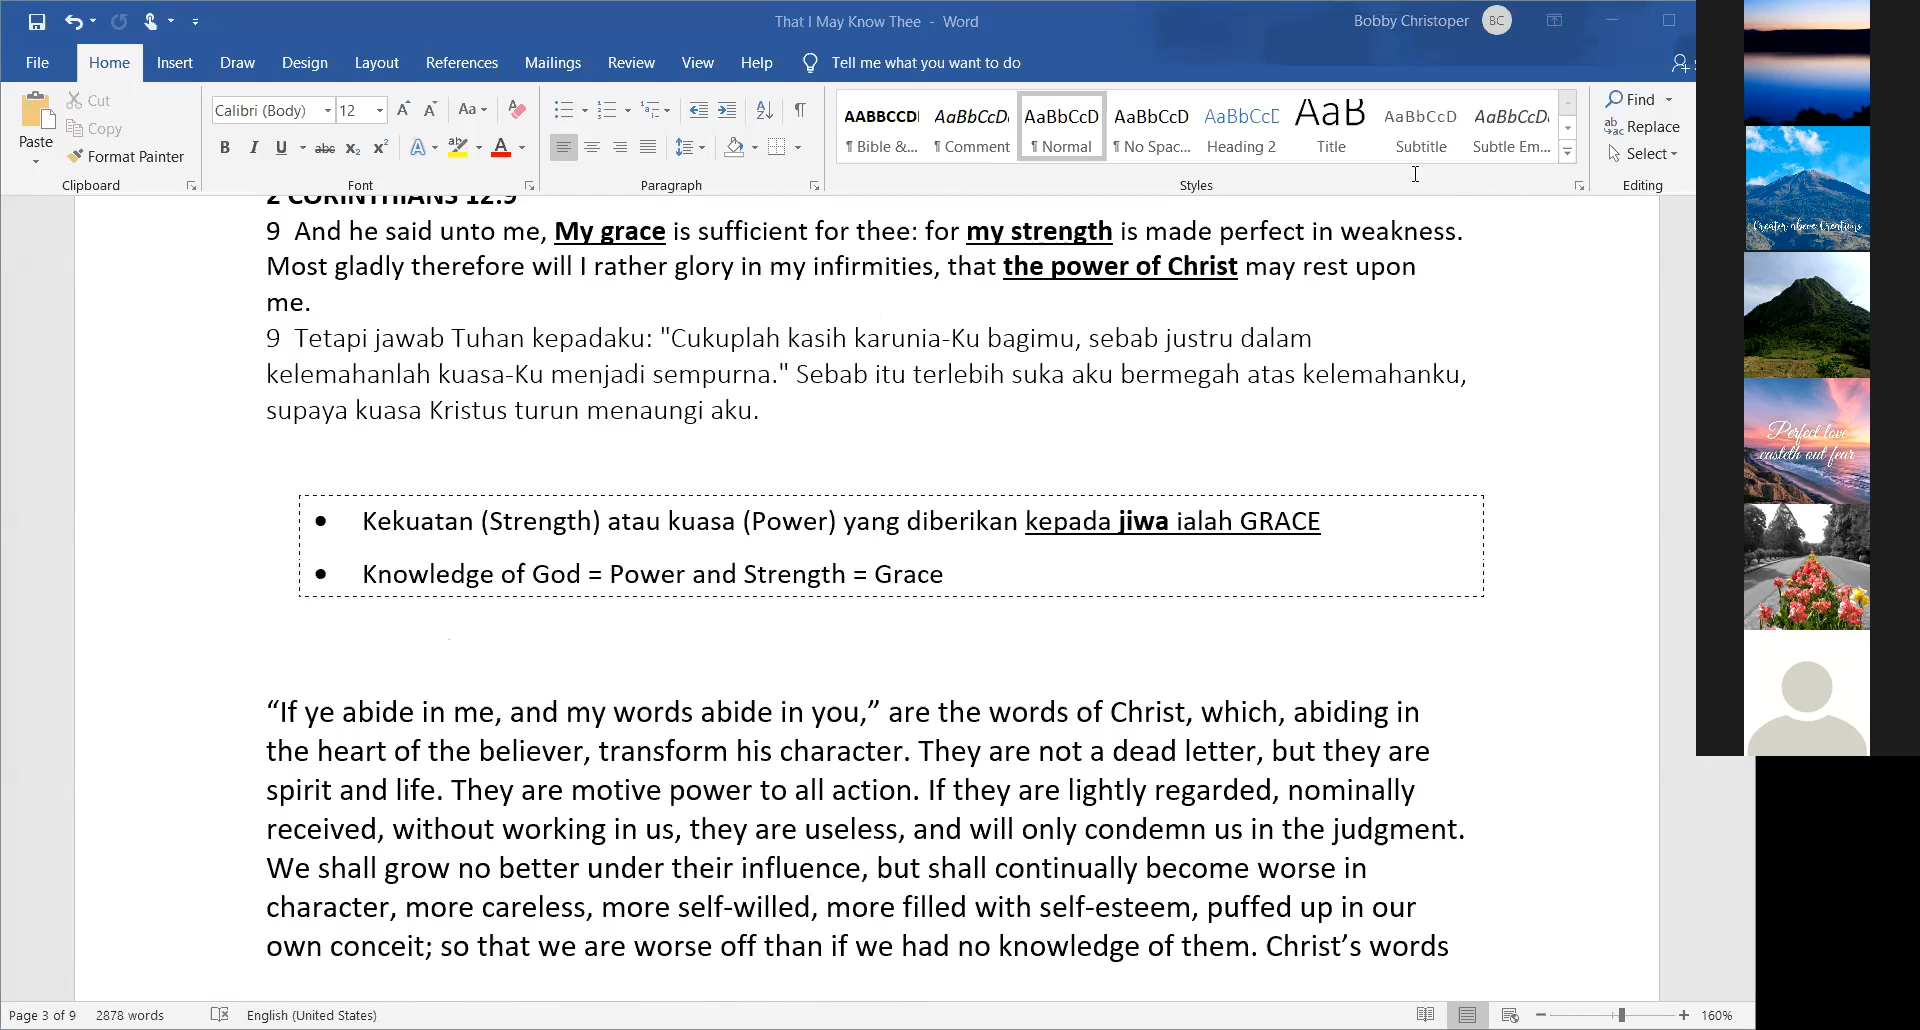 That I May Know Thee - Word
Bobby Christoper BC
File Home Insert Draw Design Layout References Mailings Review View Help Tell me what you want to do
Paste
Cut
Copy
Format Painter
Clipboard
Calibri (Body) 12 Aa
B I U abc x₂ x² A ab A
Font
Paragraph
AABBCCDI AaBbCcDı AaBbCcD AaBbCcD AaBbCcD AaB AaBbCcD AaBbCcDı
¶ Bible &... ¶ Comment ¶ Normal ¶ No Spac... Heading 2 Title Subtitle Subtle Em...
Styles
Find
Replace
Select
Editing
2 CORINTHIANS 12:9
9 And he said unto me, My grace is sufficient for thee: for my strength is made perfect in weakness.
Most gladly therefore will I rather glory in my infirmities, that the power of Christ may rest upon
me.
9 Tetapi jawab Tuhan kepadaku: "Cukuplah kasih karunia-Ku bagimu, sebab justru dalam
kelemahanlah kuasa-Ku menjadi sempurna." Sebab itu terlebih suka aku bermegah atas kelemahanku,
supaya kuasa Kristus turun menaungi aku.
• Kekuatan (Strength) atau kuasa (Power) yang diberikan kepada jiwa ialah GRACE
• Knowledge of God = Power and Strength = Grace
“If ye abide in me, and my words abide in you,” are the words of Christ, which, abiding in
the heart of the believer, transform his character. They are not a dead letter, but they are
spirit and life. They are motive power to all action. If they are lightly regarded, nominally
received, without working in us, they are useless, and will only condemn us in the judgment.
We shall grow no better under their influence, but shall continually become worse in
character, more careless, more self-willed, more filled with self-esteem, puffed up in our
own conceit; so that we are worse off than if we had no knowledge of them. Christ’s words
Page 3 of 9 2878 words English (United States) 160%
Creator above Creations
Perfect love
casteth out fear